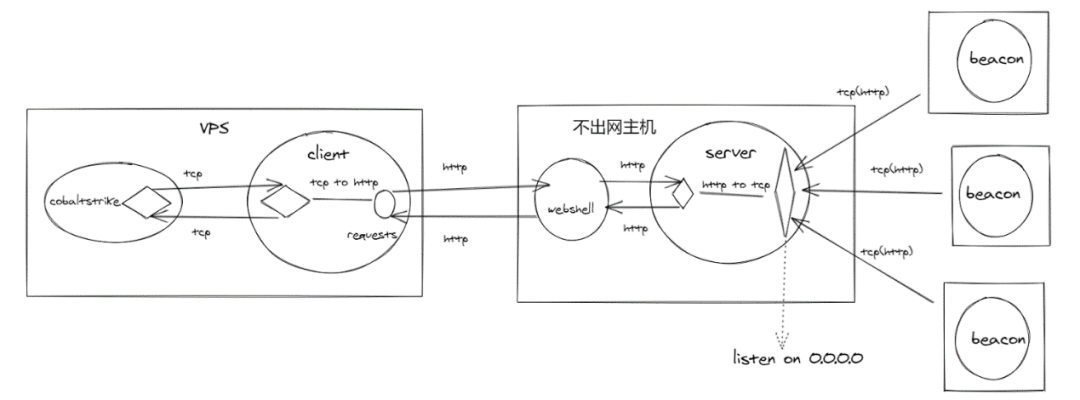 VPS
client
cobaltstrike
tcp
tcp
tcp to http
requests
http
http
不出网主机
webshell
http
http
server
http to tcp
listen on 0.0.0.0
tcp(http)
beacon
tcp(http)
beacon
tcp(http)
beacon